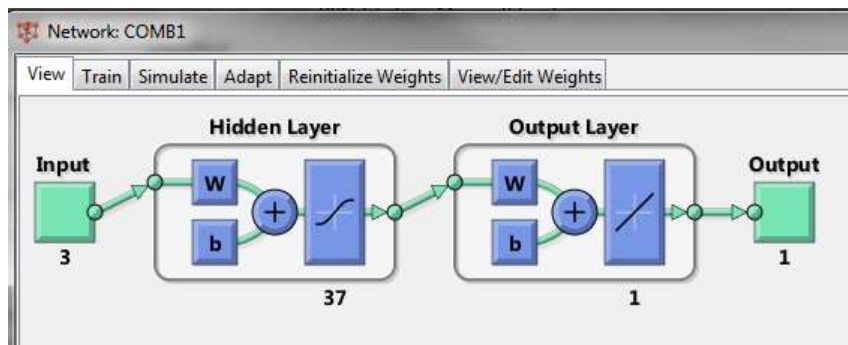 Network: COMB1
View Train Simulate Adapt Reinitialize Weights View/Edit Weights
Hidden Layer Output Layer
Input Output
W W
b b
3 1
37 1